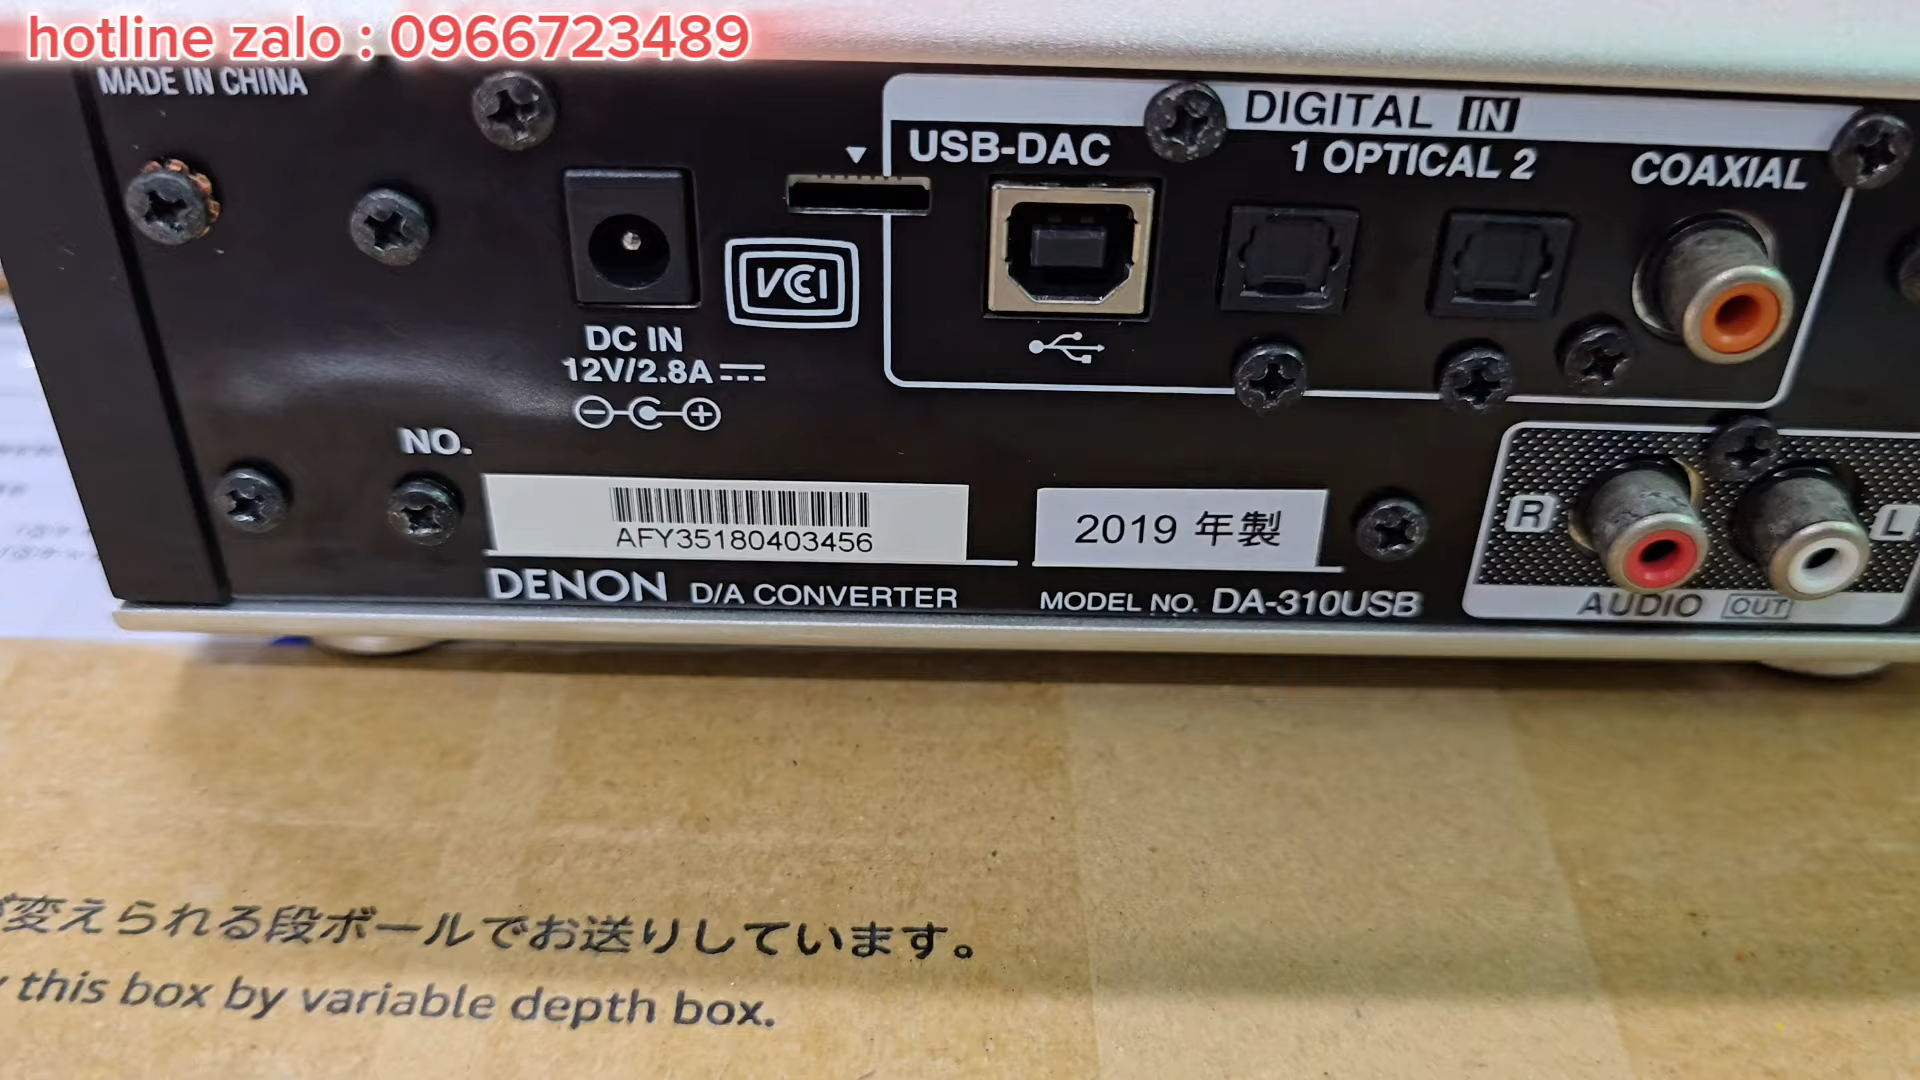 hotline zalo : 0966723489
MADE IN CHINA
DIGITAL IN
USB-DAC
1 OPTICAL 2
COAXIAL
VCCI
DC IN
12V/2.8A
NO.
AFY35180403456
2019 年製
R
L
DENON D/A CONVERTER
MODEL NO. DA-310USB
AUDIO OUT
変えられる段ボールでお送りしています。
this box by variable depth box.